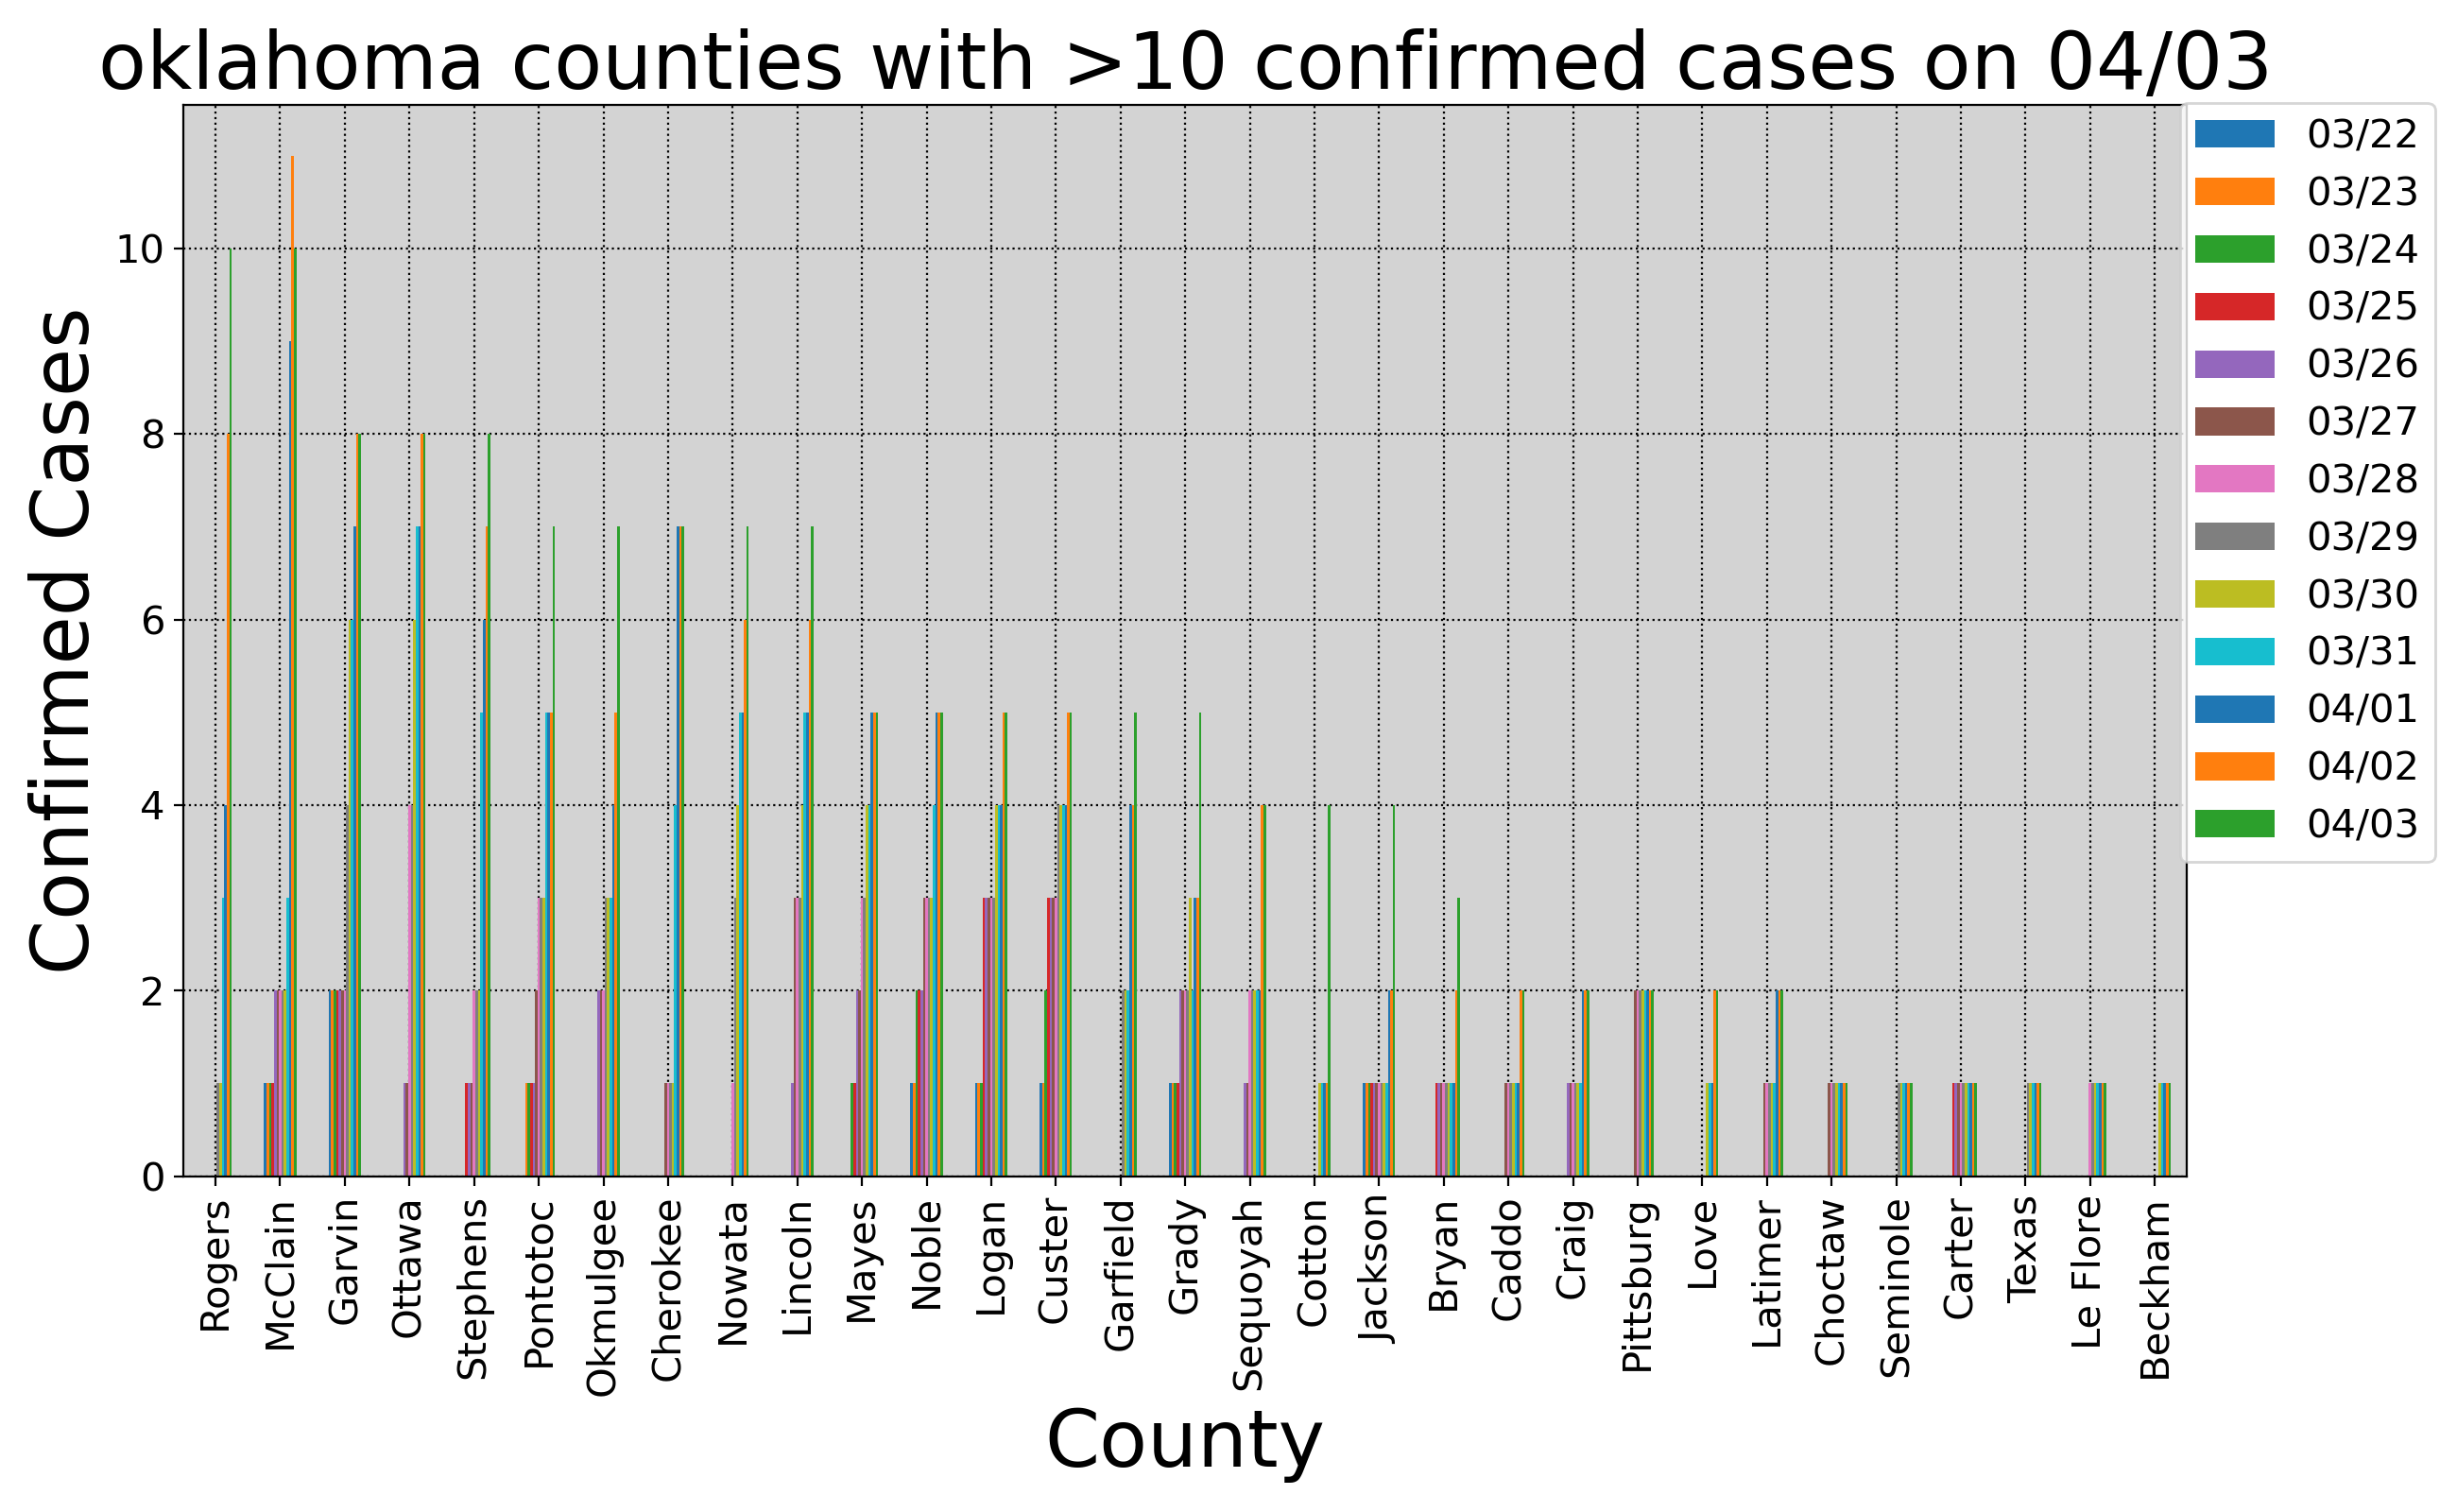 oklahoma counties with >10 confirmed cases on 04/03
Confirmed Cases
10
8
6
4
2
0
03/22
03/23
03/24
03/25
03/26
03/27
03/28
03/29
03/30
03/31
04/01
04/02
04/03
Rogers
McClain
Garvin
Ottawa
Stephens
Pontotoc
Okmulgee
Cherokee
Nowata
Lincoln
Mayes
Noble
Logan
Custer
Garfield
Grady
Sequoyah
Cotton
Jackson
Bryan
Caddo
Craig
Pittsburg
Love
Latimer
Choctaw
Seminole
Carter
Texas
Le Flore
Beckham
County